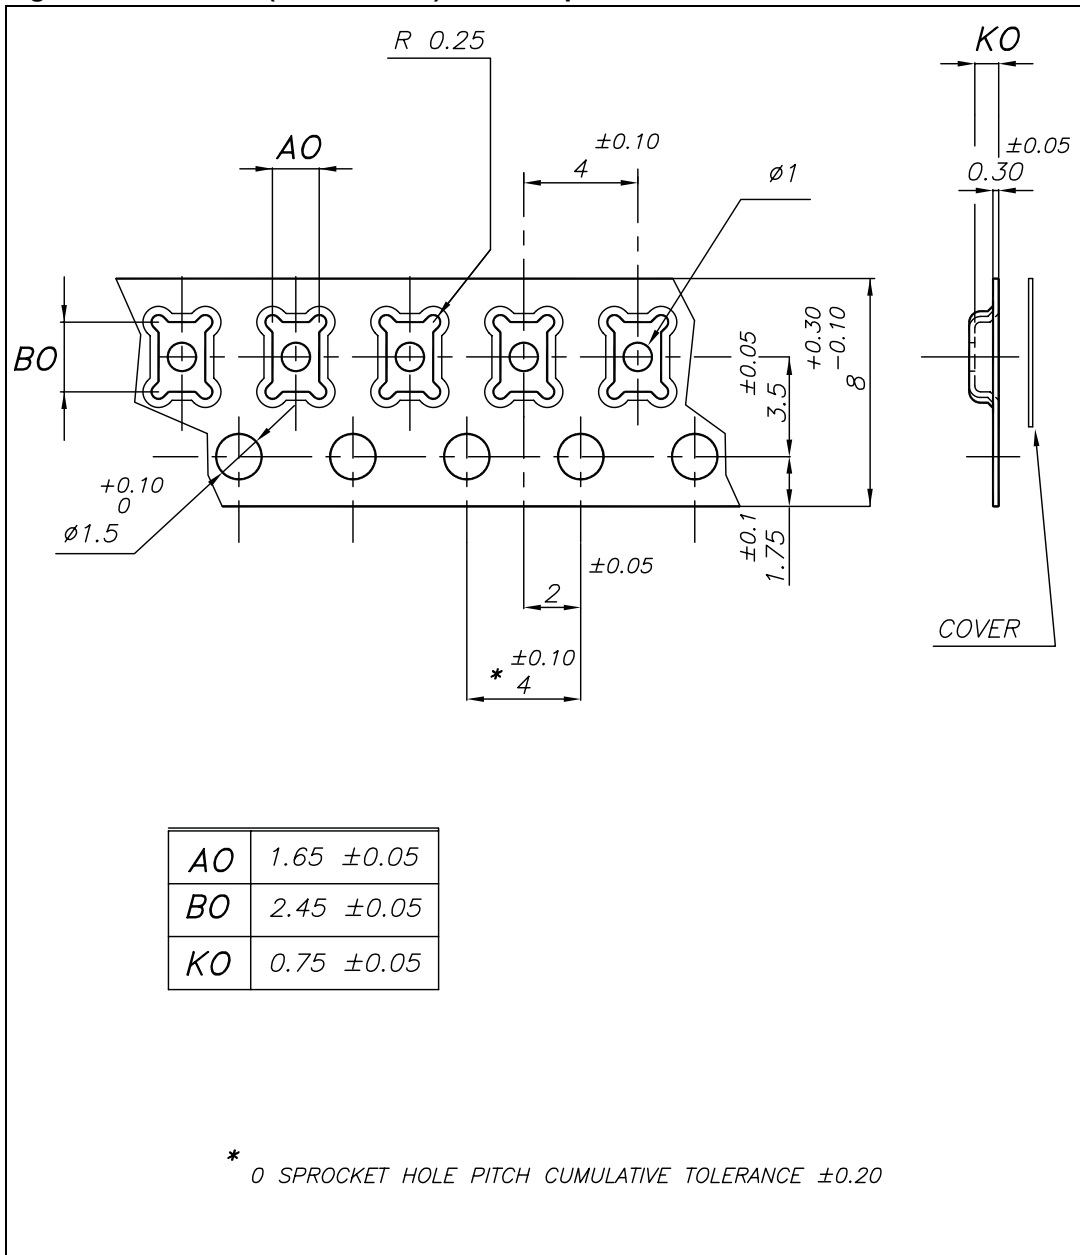 R 0.25
KO
AO
±0.10
4
ø1
±0.05
0.30
BO
±0.05
3.5
+0.30
-0.10
8
+0.10
0
ø1.5
±0.1
1.75
±0.05
2
COVER
±0.10
* 4
AO 1.65 ±0.05
BO 2.45 ±0.05
KO 0.75 ±0.05
* 0 SPROCKET HOLE PITCH CUMULATIVE TOLERANCE ±0.20